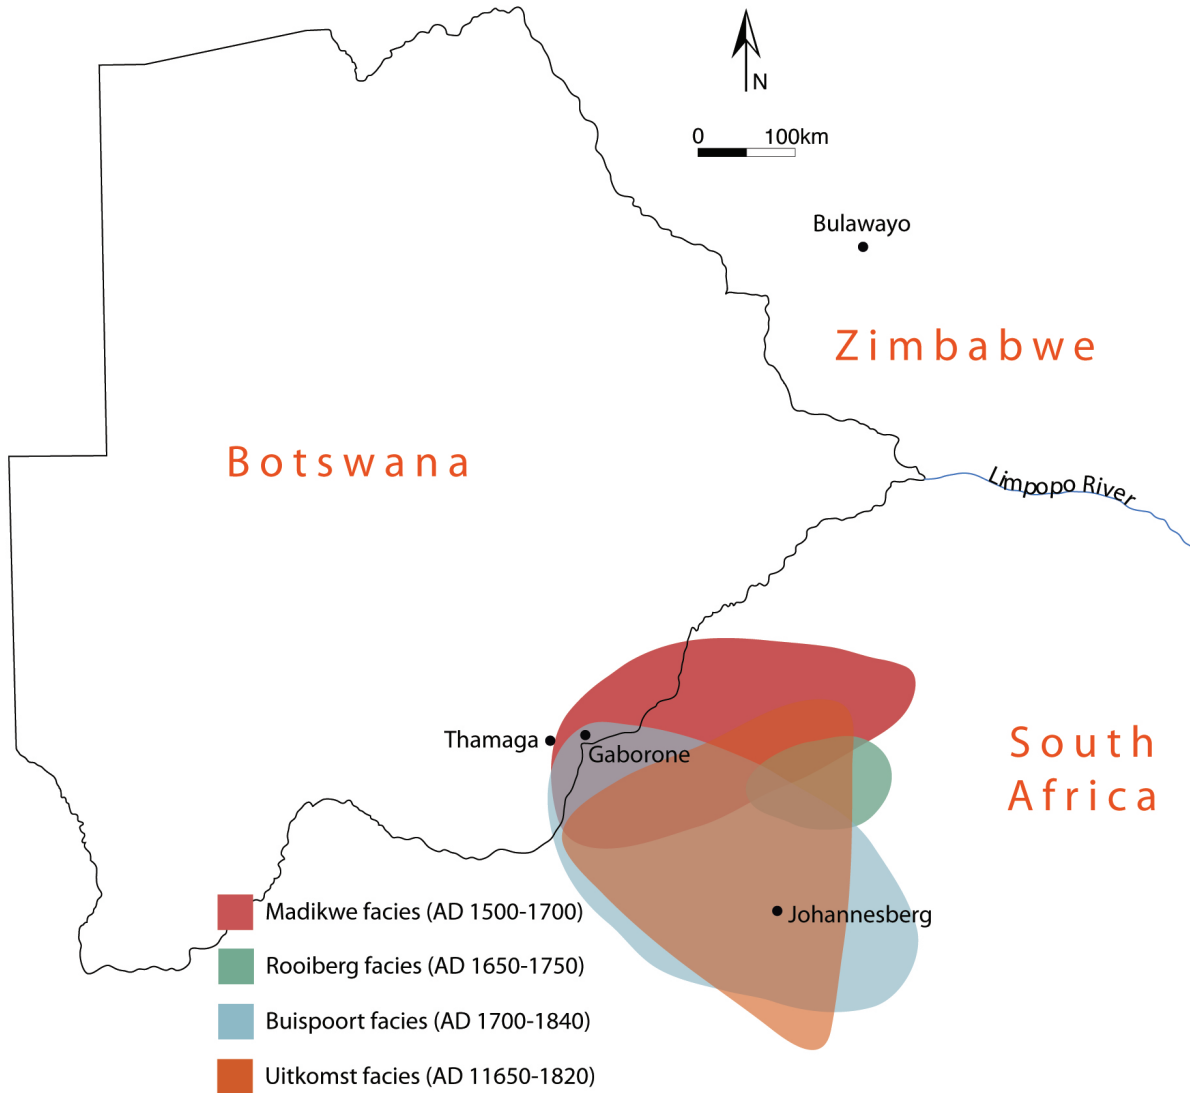 N
0 100km
Bulawayo
Zimbabwe
Botswana
Limpopo River
Thamaga
Gaborone
South
Africa
Johannesberg
Madikwe facies (AD 1500-1700)
Rooiberg facies (AD 1650-1750)
Buispoort facies (AD 1700-1840)
Uitkomst facies (AD 11650-1820)